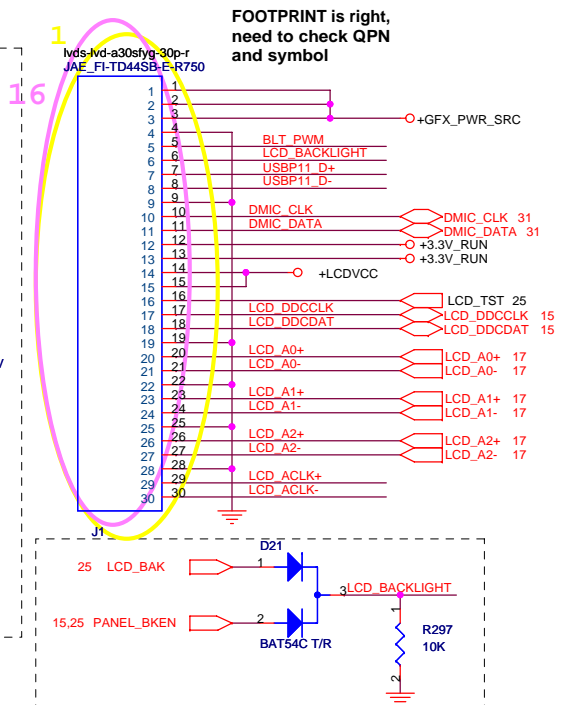 FOOTPRINT is right,
need to check QPN
and symbol
1
16
lvds-lvd-a30sfyg-30p-r
JAE_FI-TD44SB-E-R750
1 1
2 2
3 3 +GFX_PWR_SRC
4 4
5 5 BLT_PWM
6 6 LCD_BACKLIGHT
7 7 USBP11_D+
8 8 USBP11_D-
9 9
10 10 DMIC_CLK DMIC_CLK 31
11 11 DMIC_DATA DMIC_DATA 31
12 12 +3.3V_RUN
13 13 +3.3V_RUN
14 14 +LCDVCC
15 15
16 16 LCD_TST 25
17 17 LCD_DDCCLK LCD_DDCCLK 15
18 18 LCD_DDCDAT LCD_DDCDAT 15
19 19
20 20 LCD_A0+ LCD_A0+ 17
21 21 LCD_A0- LCD_A0- 17
22 22
23 23 LCD_A1+ LCD_A1+ 17
24 24 LCD_A1- LCD_A1- 17
25 25
26 26 LCD_A2+ LCD_A2+ 17
27 27 LCD_A2- LCD_A2- 17
28 28
29 29 LCD_ACLK+
30 30 LCD_ACLK-
J1
D21
25 LCD_BAK 1
3 LCD_BACKLIGHT
15,25 PANEL_BKEN 2
BAT54C T/R
1
R297
10K
2